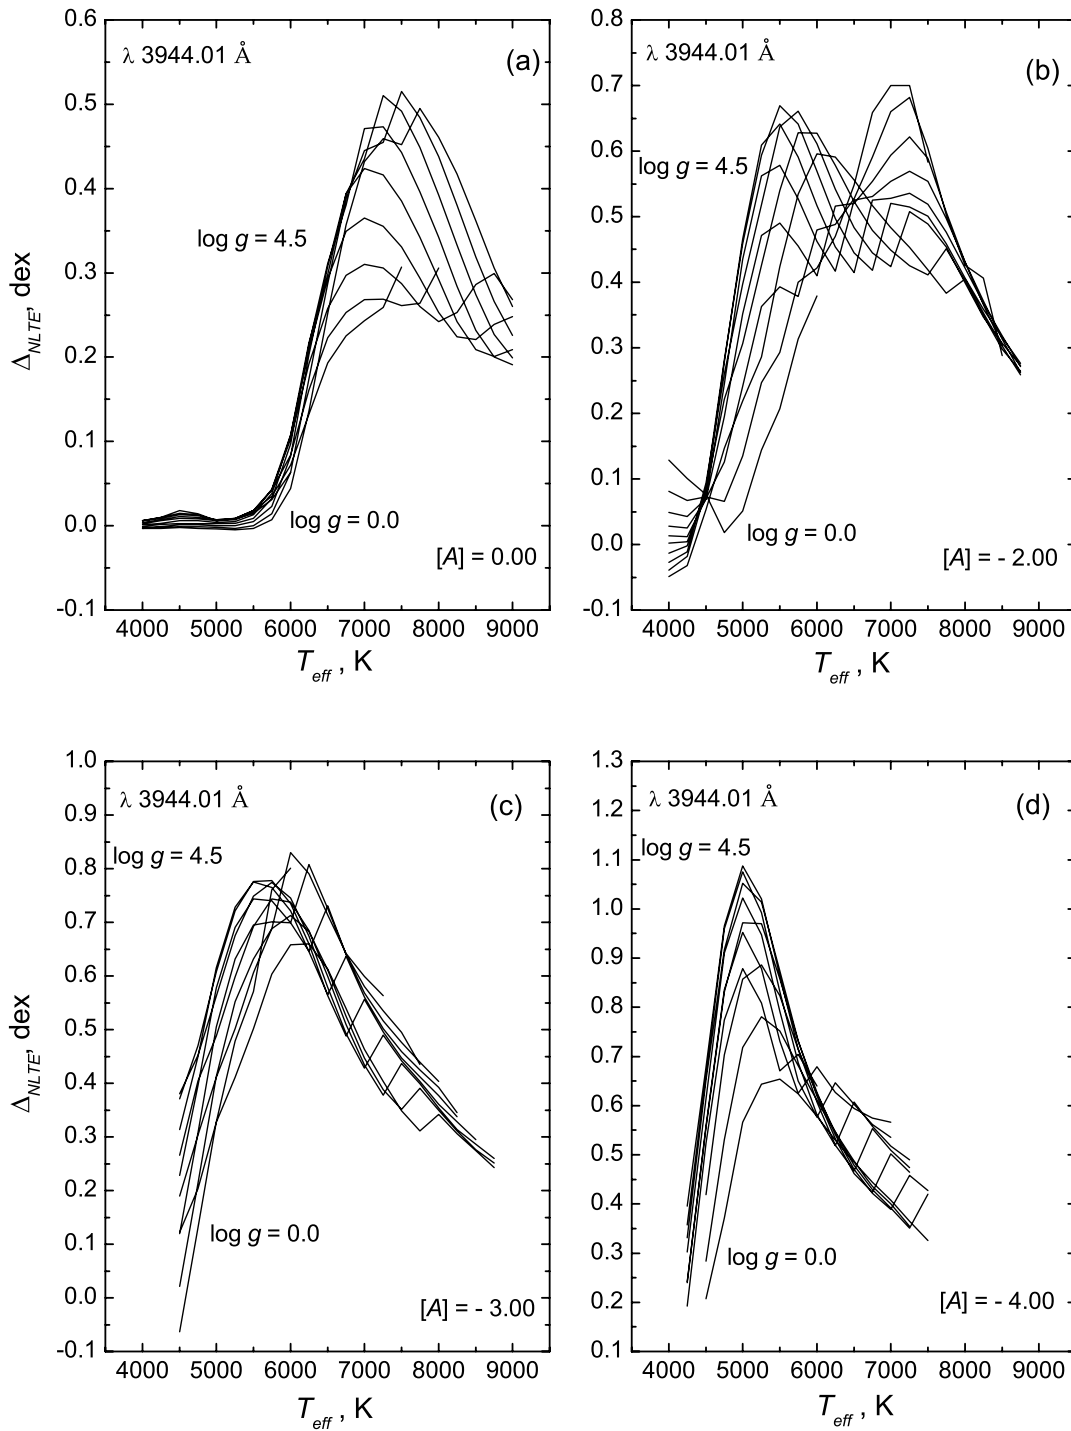 0.6
0.5
0.4
0.3
0.2
0.1
0.0
-0.1
λ 3944.01 Å
(a)
log g = 4.5
log g = 0.0
[A] = 0.00
4000 5000 6000 7000 8000 9000
T_eff , K
Δ_NLTE, dex
0.8
0.7
0.6
0.5
0.4
0.3
0.2
0.1
0.0
-0.1
λ 3944.01 Å
(b)
log g = 4.5
log g = 0.0
[A] = - 2.00
4000 5000 6000 7000 8000 9000
T_eff , K
1.0
0.9
0.8
0.7
0.6
0.5
0.4
0.3
0.2
0.1
0.0
-0.1
λ 3944.01 Å
(c)
log g = 4.5
log g = 0.0
[A] = - 3.00
4000 5000 6000 7000 8000 9000
T_eff , K
Δ_NLTE, dex
1.3
1.2
1.1
1.0
0.9
0.8
0.7
0.6
0.5
0.4
0.3
0.2
0.1
λ 3944.01 Å
(d)
log g = 4.5
log g = 0.0
[A] = - 4.00
4000 5000 6000 7000 8000 9000
T_eff , K